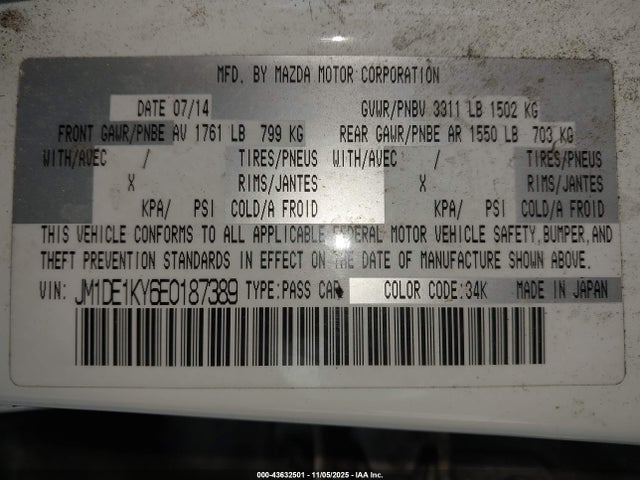 MFD. BY MAZDA MOTOR CORPORATION
DATE 07/14 GVWR/PNBV 3311 LB 1502 KG
FRONT GAWR/PNBE AV 1761 LB 799 KG REAR GAWR/PNBE AR 1550 LB 703 KG
WITH/AVEC / TIRES/PNEUS WITH/AVEC / TIRES/PNEUS
X RIMS/JANTES X RIMS/JANTES
KPA/ PSI COLD/A FROID KPA/ PSI COLD/A FROID
THIS VEHICLE CONFORMS TO ALL APPLICABLE FEDERAL MOTOR VEHICLE SAFETY, BUMPER, AND
THEFT PREVENTION STANDARDS IN EFFECT ON THE DATE OF MANUFACTURE SHOWN ABOVE.
VIN: JM1DE1KY6E0187389 TYPE:PASS CAR COLOR CODE:34K MADE IN JAPAN
000-43632501 - 11/05/2025 - IAA Inc.